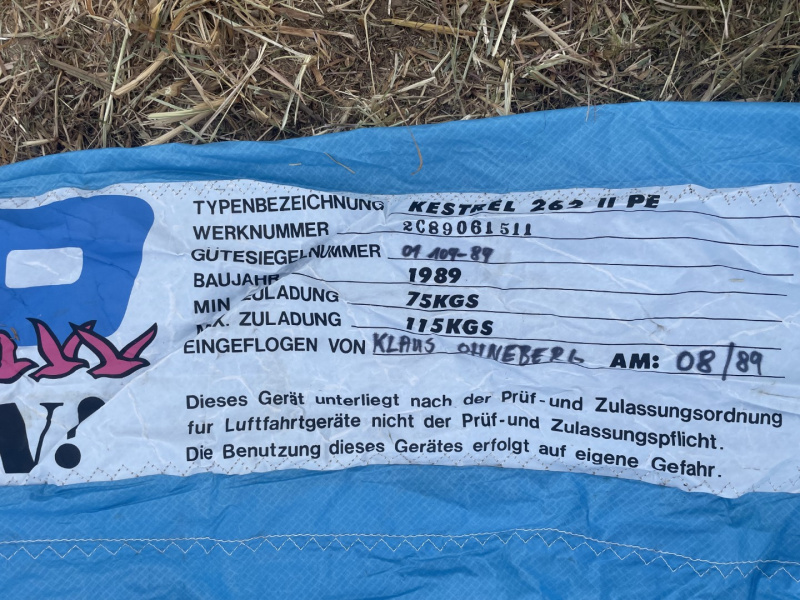 TYPENBEZEICHNUNG KESTREL 262 II PE
WERKNUMMER 2C89061511
GÜTESIEGELNUMMER 01 109-89
BAUJAHR 1989
MIN ZULADUNG 75KGS
MX. ZULADUNG 115KGS
EINGEFLOGEN VON KLAUS OHNEBERG AM: 08/89
Dieses Gerät unterliegt nach der Prüf-und Zulassungsordnung
fur Luftfahrtgeräte nicht der Prüf-und Zulassungspflicht.
Die Benutzung dieses Gerätes erfolgt auf eigene Gefahr.